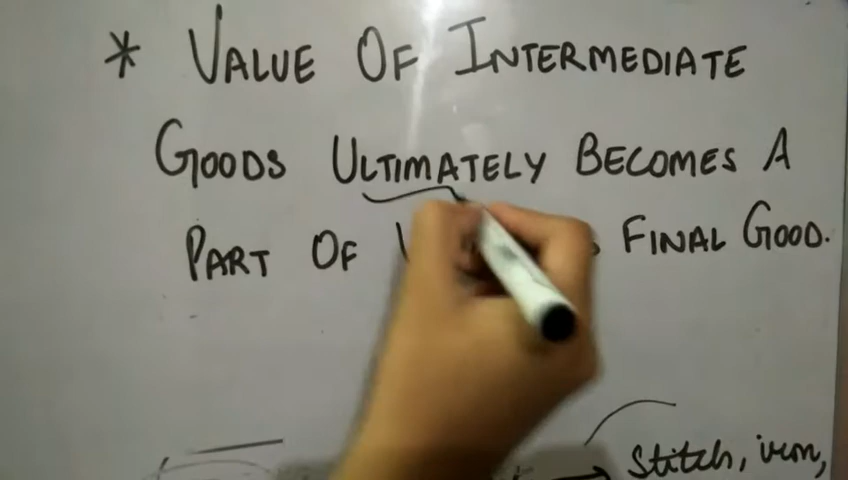 * VALUE OF INTERMEDIATE
GOODS ULTIMATELY BECOMES A
PART OF FINAL GOOD.
Stitch, iron,